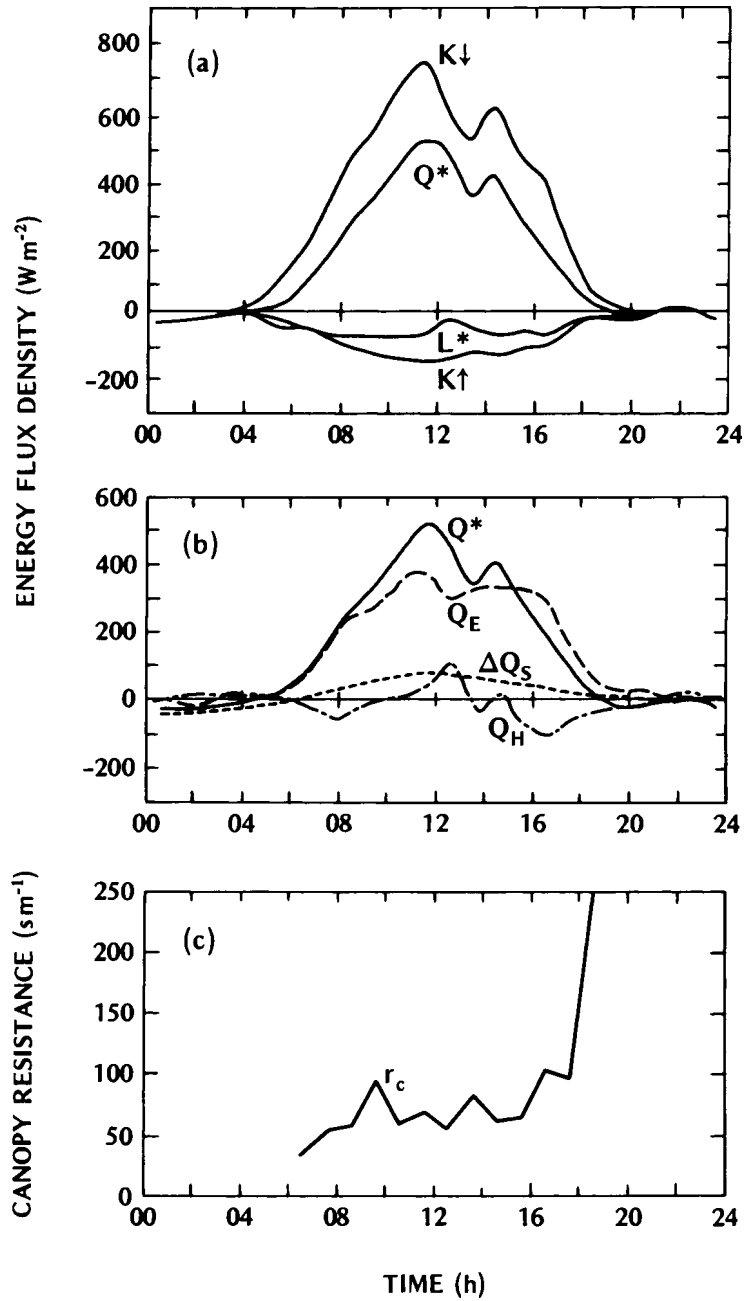 ENERGY FLUX DENSITY (Wm⁻²)
(a)
800
600
400
200
0
-200
K↓
Q*
L*
K↑
00 04 08 12 16 20 24
(b)
600
400
200
0
-200
Q*
Q_E
ΔQ_S
Q_H
00 04 08 12 16 20 24
CANOPY RESISTANCE (sm⁻¹)
(c)
250
200
150
100
50
0
r_c
00 04 08 12 16 20 24
TIME (h)